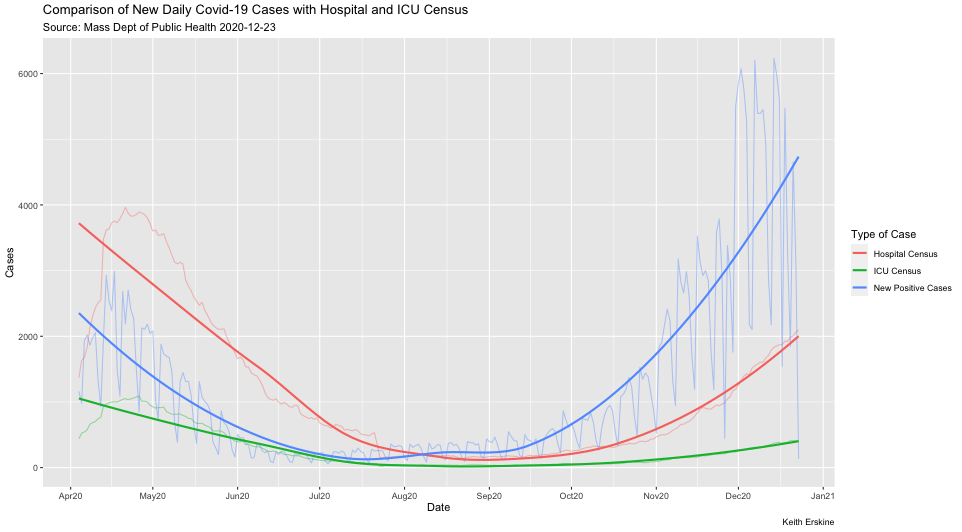 Comparison of New Daily Covid-19 Cases with Hospital and ICU Census
Source: Mass Dept of Public Health 2020-12-23
6000
4000
2000
0
Cases
Apr20 May20 Jun20 Jul20 Aug20 Sep20 Oct20 Nov20 Dec20 Jan21
Date
Type of Case
Hospital Census
ICU Census
New Positive Cases
Keith Erskine